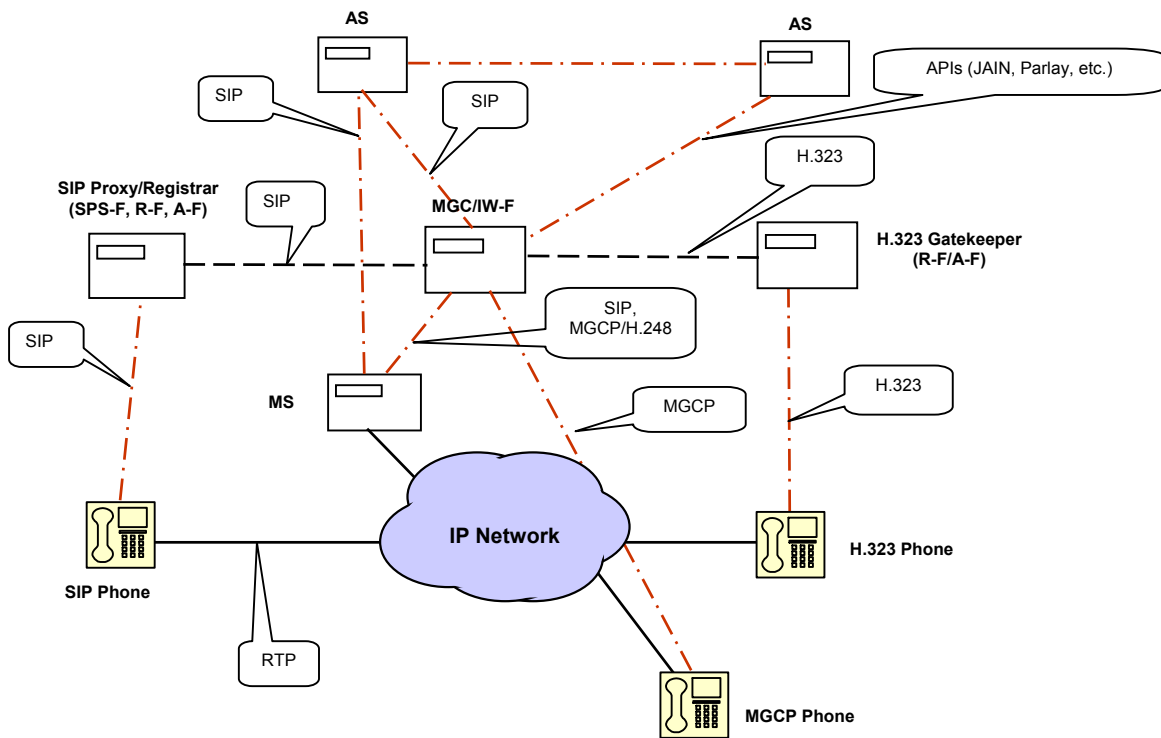 AS
AS
APIs (JAIN, Parlay, etc.)
SIP
SIP
H.323
SIP Proxy/Registrar
(SPS-F, R-F, A-F)
SIP
MGC/IW-F
H.323 Gatekeeper
(R-F/A-F)
SIP,
MGCP/H.248
SIP
MS
MGCP
H.323
IP Network
SIP Phone
H.323 Phone
RTP
MGCP Phone